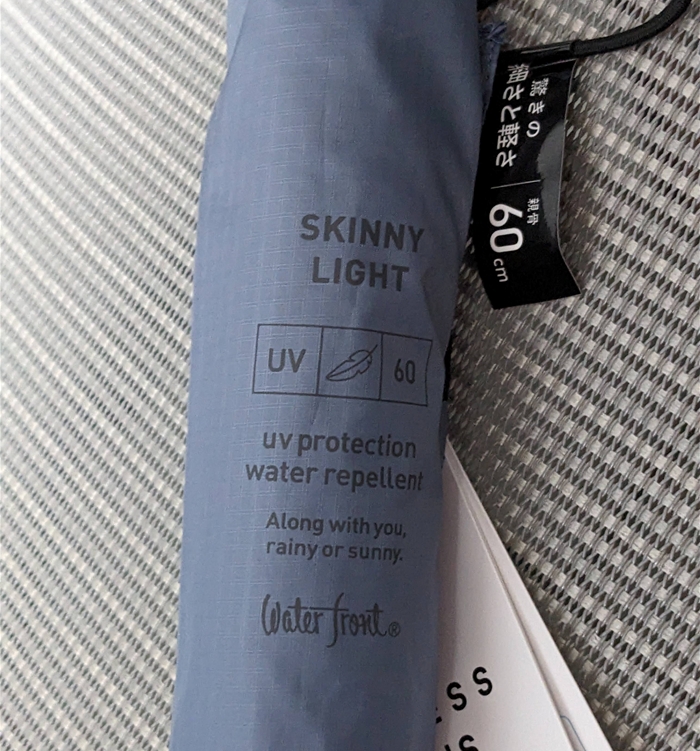 SKINNY
LIGHT
UV
60
uv protection
water repellent
Along with you,
rainy or sunny.
Water front®
驚きの
細さと軽さ
親骨
60cm
SS